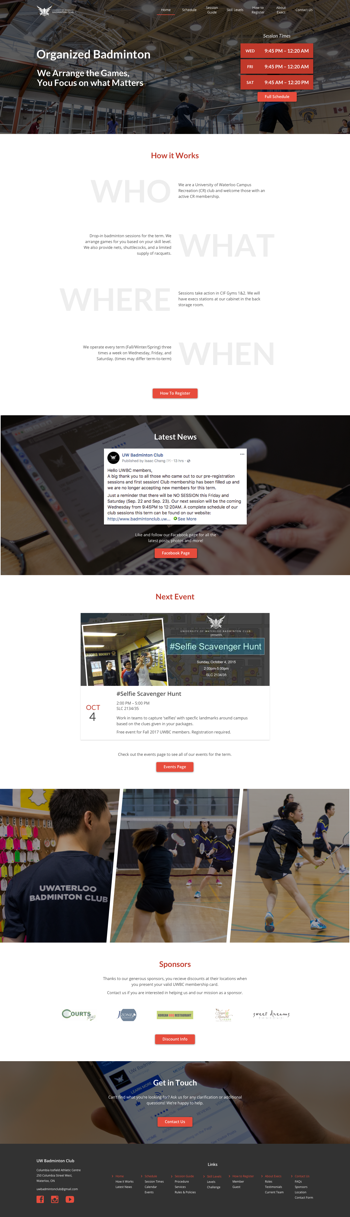 Home
Schedule
Session
Guide
Skill Levels
How to
Register
About/
Exec
Contact Us
Session Times
Organized Badminton
We Arrange the Games,
You Focus on what Matters
WED 9:45 PM - 12:20 AM
FRI 9:45 PM - 12:20 AM
SAT 9:45 AM - 12:20 PM
Full Schedule
How it Works
WHO
We are a University of Waterloo Campus
Recreation (CR) club and welcome those with an
active CR membership.
Drop-in badminton sessions for the term. We
arrange games for you based on your skill level.
We also provide nets, shuttlecocks, and a limited
supply of racquets.
WHAT
WHERE
Sessions take action in CIF Gyms 1&2. We will
have every stations at our cabinet in the back
storage room.
We operate every term (Fall/Winter/Spring) three
times a week on Wednesday, Friday, and
Saturday. (times may differ term-to-term)
WHEN
How To Register
Latest News
UW Badminton Club
Hello UWBC members,
A big thank you to all those who came out to our pre-registration
sessions and first session! Club membership has been filled up and
we are no longer accepting new members for this term.
Just a reminder that there will be NO SESSION this Friday and
Saturday (Sep. 22 and Sep. 23). Our next session will be the coming
Wednesday from 9:45PM to 12:20AM. A complete schedule of our
club sessions this term can be found on our website:
http://www.badmintonclub.uw... See More
Like and follow our Facebook page for all the
latest posts, photos and more!
Facebook Page
Next Event
UNIVERSITY OF WATERLOO BADMINTON CLUB
presents
#Selfie Scavenger Hunt
Sunday, October 4, 2015
2:00pm-5:00pm
SLC 2134/35
#Selfie Scavenger Hunt
OCT
4
2:00 PM - 5:00 PM
SLC 2134/35
Work in teams to capture 'selfies' with specific landmarks around campus
based on the clues given in your packages.
Free event for Fall 2017 UWBC members. Registration required.
Check out the events page to see all of our events for the term.
Events Page
UWATERLOO
BADMINTON CLUB
Sponsors
Thanks to our generous sponsors, you receive discounts at their locations when
you present your valid UWBC membership card.
Contact us if you are interested in helping us and our mission as a sponsor.
COURTS
sweet dreams
Discount Info
Get in Touch
Can't find what you're looking for? Ask us for any clarification or additional
questions! We're happy to help.
Contact Us
UW Badminton Club
Columbia Icefield Athletic Centre
200 Columbia Street West,
Waterloo, ON
uwbadmintonclub@gmail.com
Links
Home
How it Works
Latest News
Schedule
Session Times
Calendar
Events
Session Guide
Procedure
Services
Rules & Policies
Skill Levels
Levels
Challenge
How to Register
Member
Guest
About/Exec
Roles
Testimonials
Current Team
Contact Us
FAQ
Sponsors
Location
Contact Form